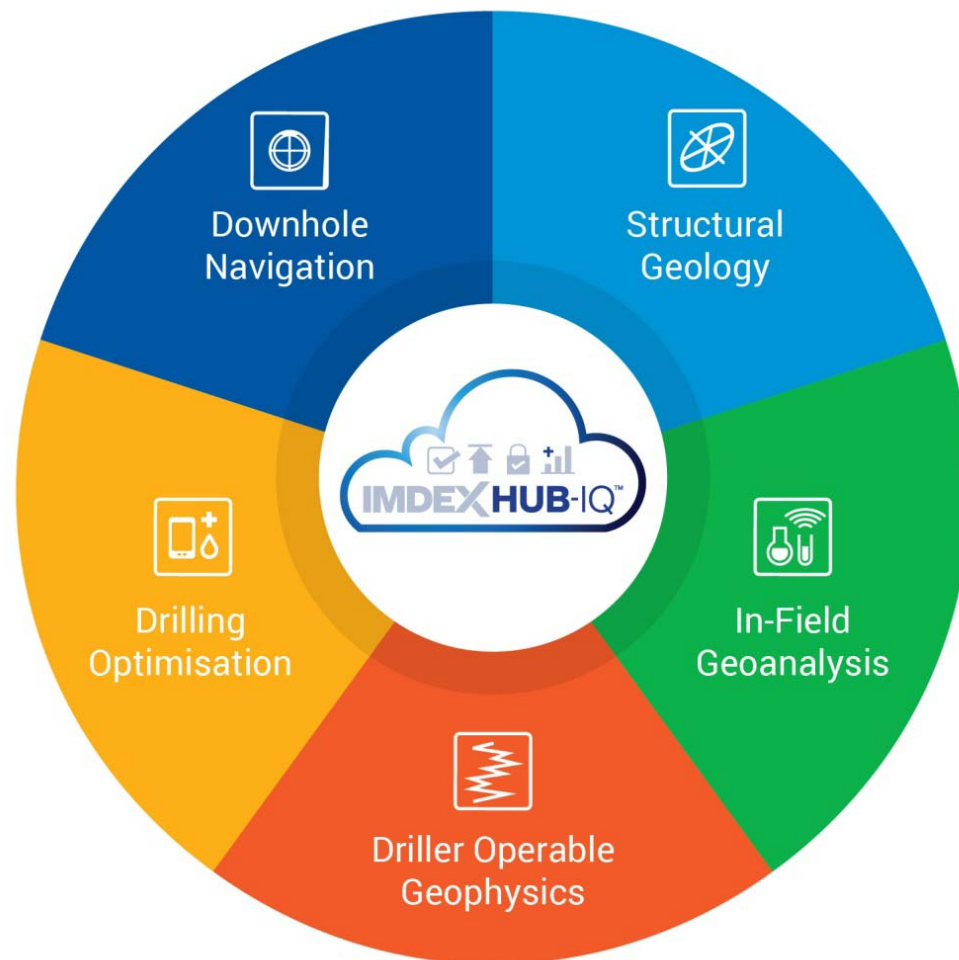 Downhole
Navigation
Structural
Geology
IMDEX HUB-IQ™
Drilling
Optimisation
In-Field
Geoanalysis
Driller Operable
Geophysics